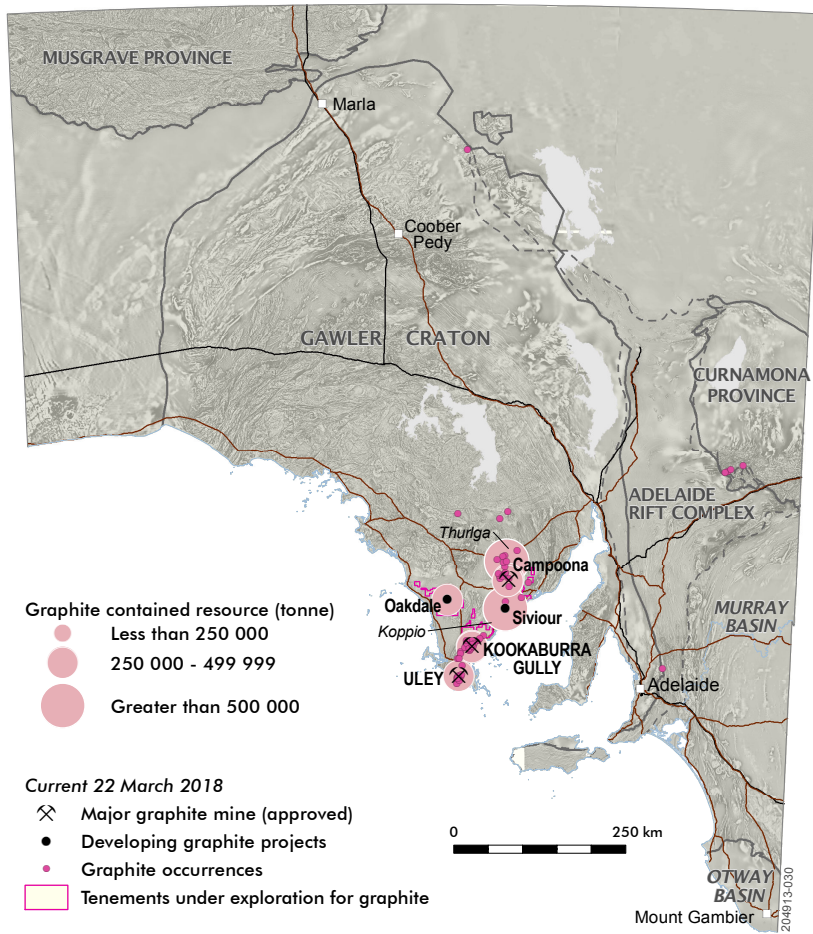 MUSGRAVE PROVINCE
Marla
Coober
Pedy
GAWLER CRATON
CURNAMONA
PROVINCE
ADELAIDE
RIFT COMPLEX
Thurlga
Campoona
Oakdale
Siviour
Koppio
KOOKABURRA
GULLY
ULEY
MURRAY
BASIN
Adelaide
Graphite contained resource (tonne)
Less than 250 000
250 000 - 499 999
Greater than 500 000
Current 22 March 2018
Major graphite mine (approved)
Developing graphite projects
Graphite occurrences
Tenements under exploration for graphite
0 250 km
OTWAY
BASIN
Mount Gambier
204913-030